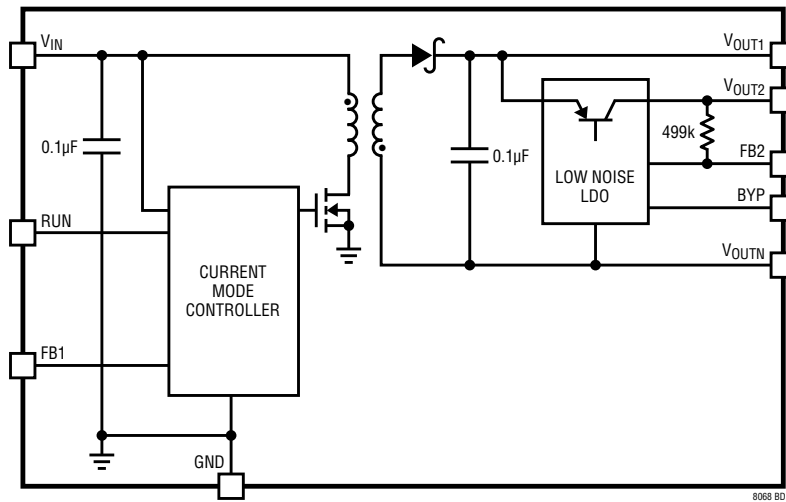 VIN
VOUT1
VOUT2
0.1µF
499k
0.1µF
FB2
LOW NOISE
LDO
BYP
RUN
VOUTN
CURRENT
MODE
CONTROLLER
FB1
GND
8068 BD